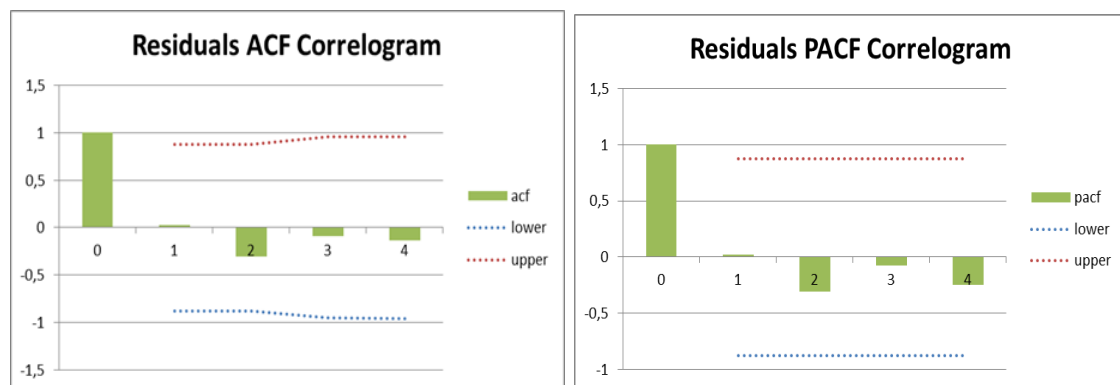 Residuals ACF Correlogram
1,5
1
0,5
0
-0,5
-1
-1,5
0 1 2 3 4
acf
lower
upper
Residuals PACF Correlogram
1,5
1
0,5
0
-0,5
-1
0 1 2 3 4
pacf
lower
upper